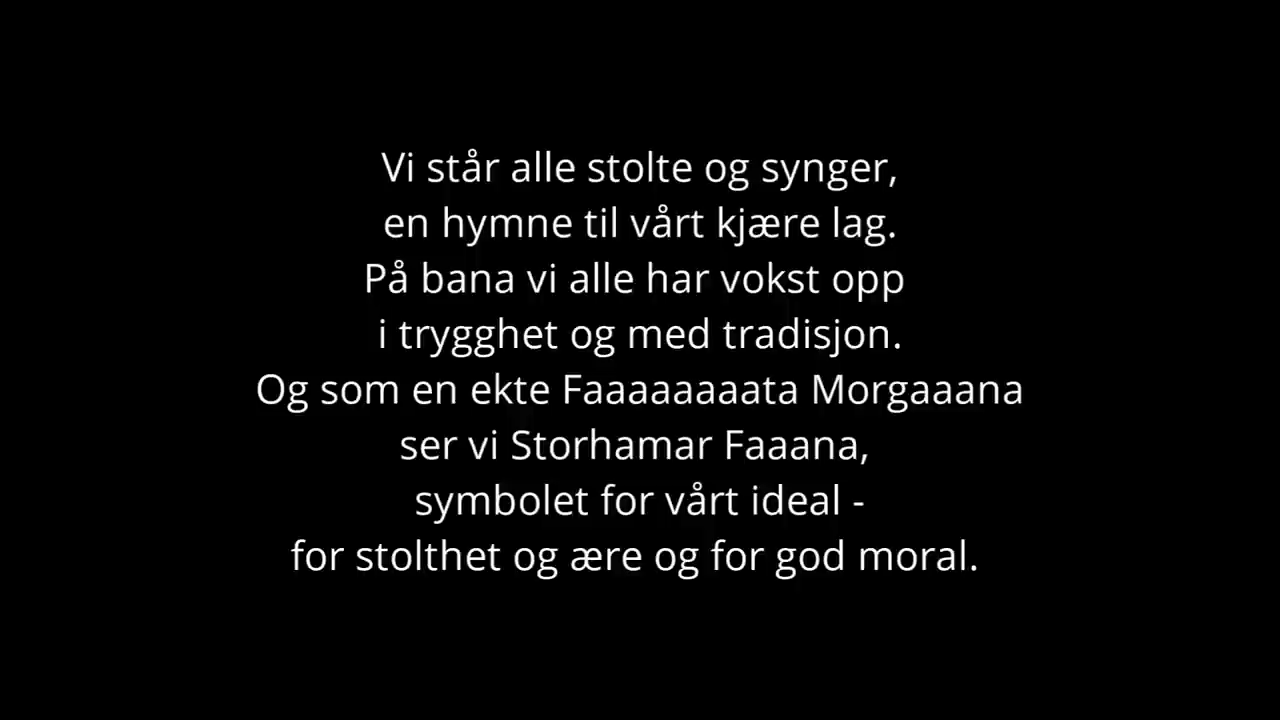 Vi står alle stolte og synger,
en hymne til vårt kjære lag.
På bana vi alle har vokst opp
i trygghet og med tradisjon.
Og som en ekte Faaaaaaaata Morgaaana
ser vi Storhamar Faaana,
symbolet for vårt ideal -
for stolthet og ære og for god moral.